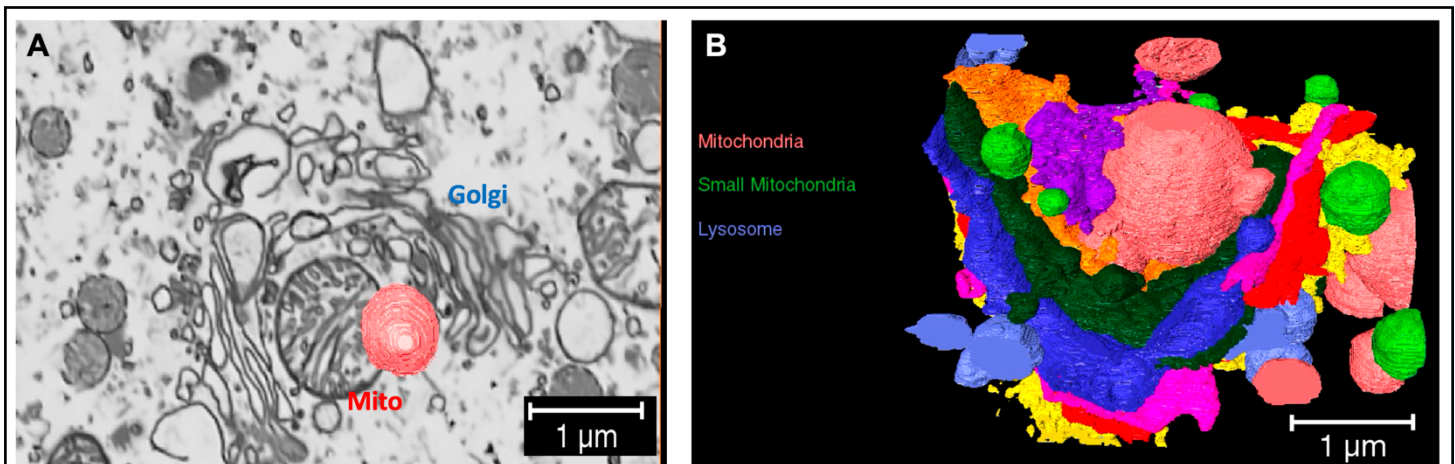 A
Golgi
Mito
1 µm
B
Mitochondria
Small Mitochondria
Lysosome
1 µm